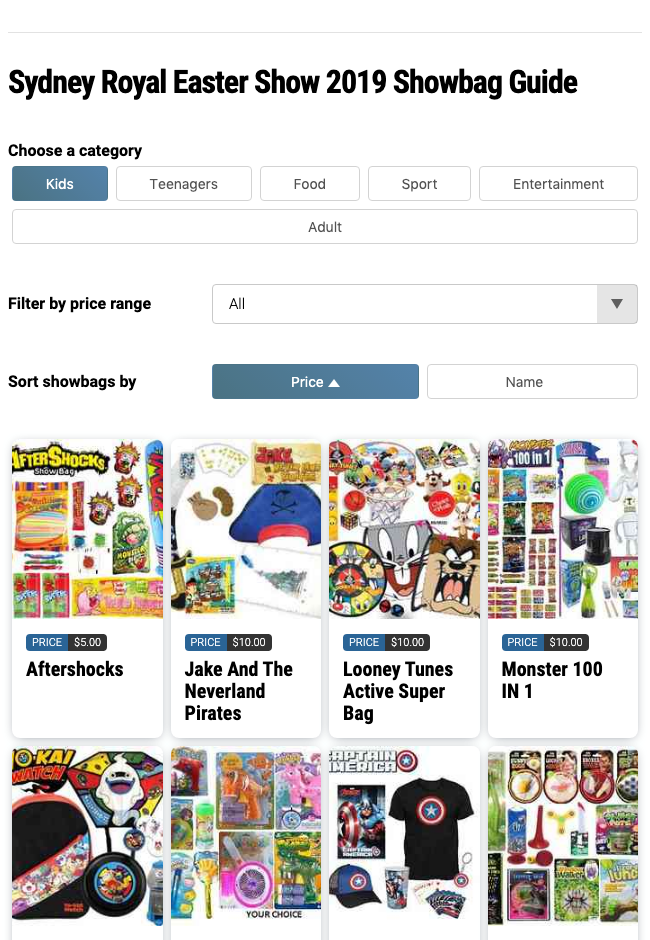 Sydney Royal Easter Show 2019 Showbag Guide
Choose a category
Kids
Teenagers
Food
Sport
Entertainment
Adult
Filter by price range
All
Sort showbags by
Price
Name
AFTERSHOCKS
Show Bag
100 in 1
PRICE $5.00
Aftershocks
PRICE $10.00
Jake And The
Neverland
Pirates
PRICE $10.00
Looney Tunes
Active Super
Bag
PRICE $10.00
Monster 100
IN 1
YO-KAI
WATCH
YOUR CHOICE
CAPTAIN
AMERICA